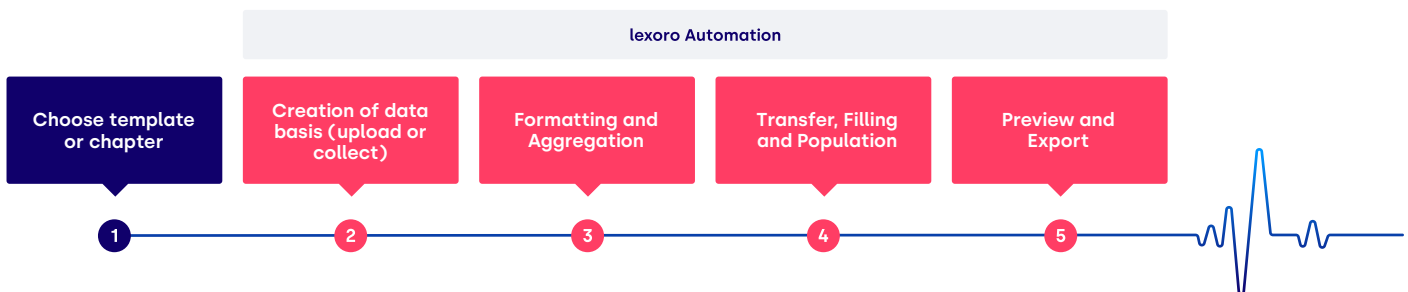 lexoro Automation
Choose template
or chapter
Creation of data
basis (upload or
collect)
Formatting and
Aggregation
Transfer, Filling
and Population
Preview and
Export
1
2
3
4
5